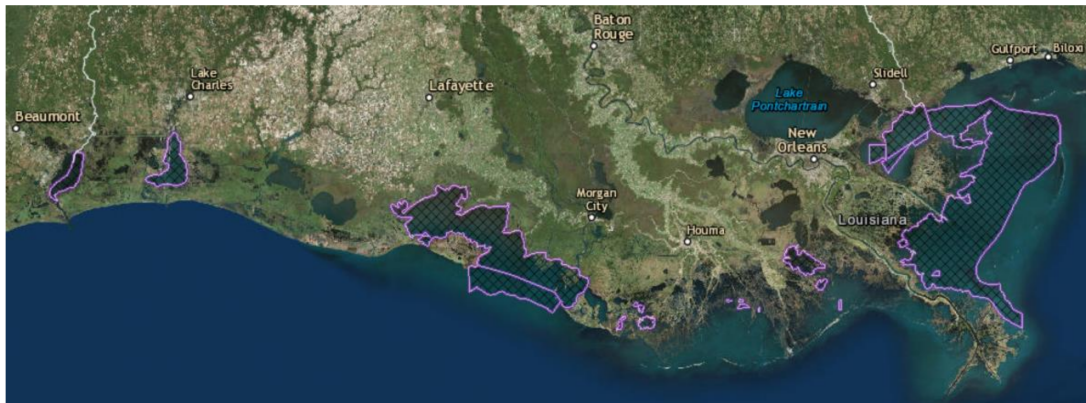 Baton
Rouge
Gulfport
Biloxi
Lake
Charles
Slidell
Lafayette
Lake
Pontchartrain
Beaumont
New
Orleans
Morgan
City
Louisiana
Houma